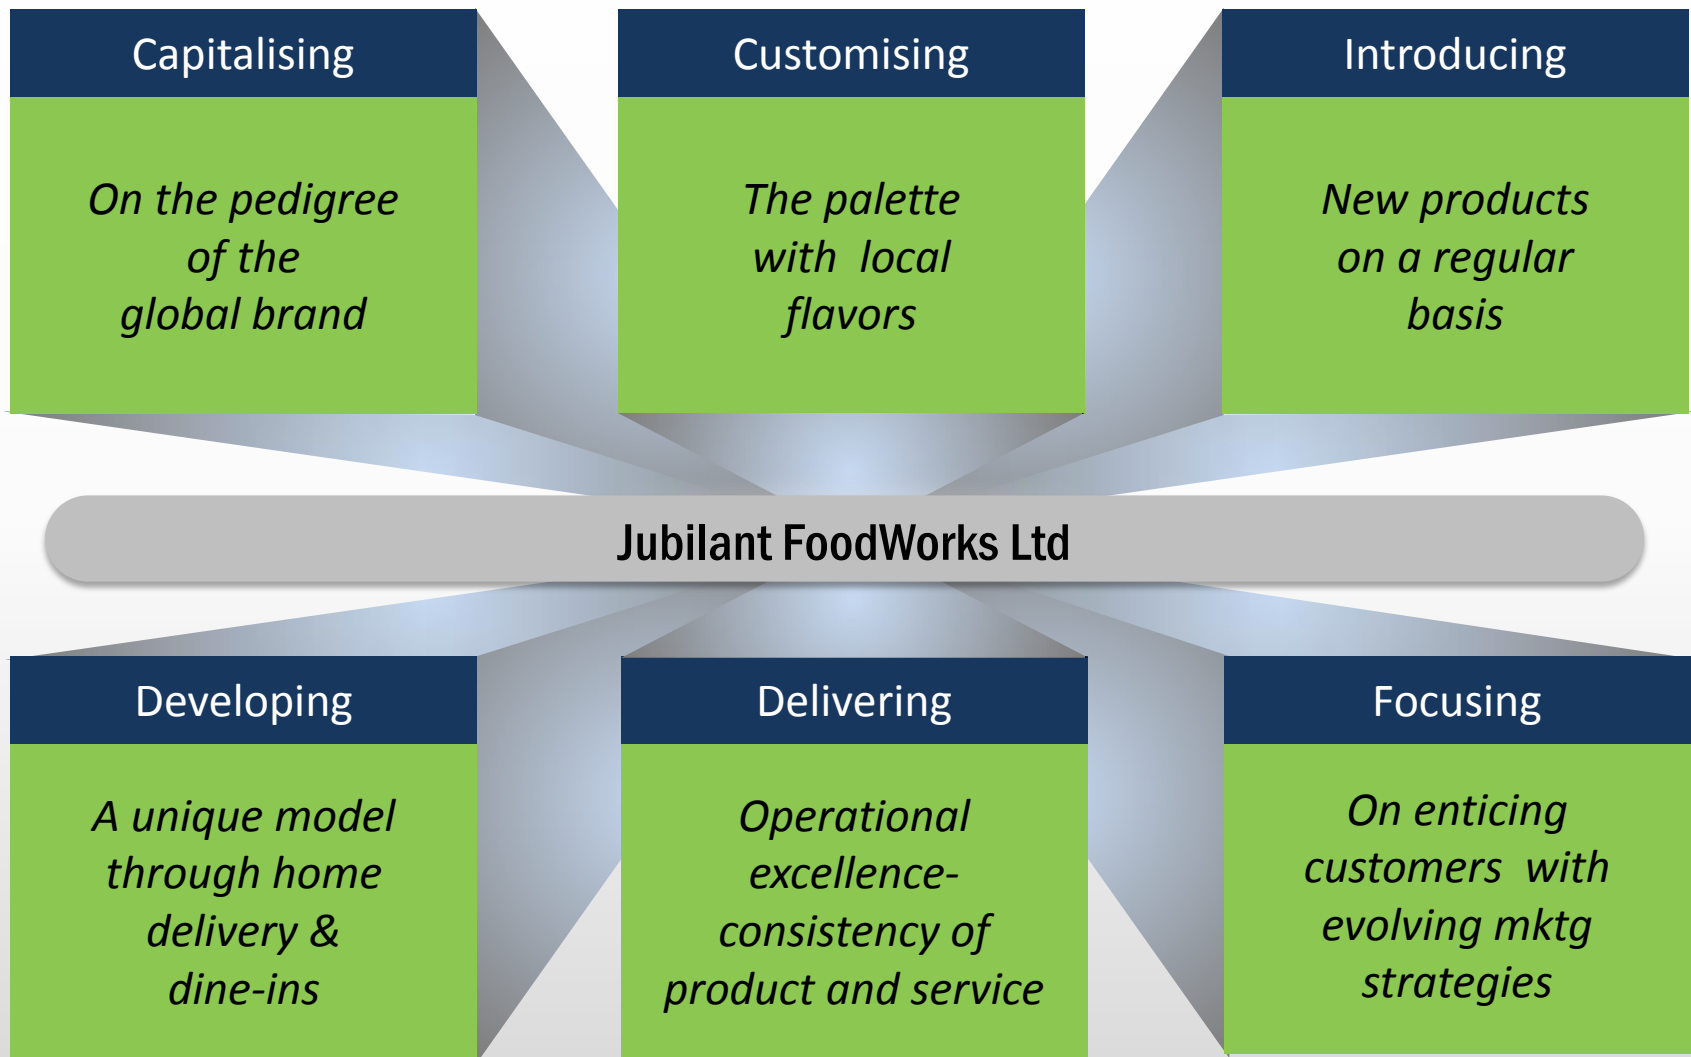 Capitalising
On the pedigree
of the
global brand
Customising
The palette
with  local
flavors
Introducing
New products
on a regular
basis
Jubilant FoodWorks Ltd
Developing
A unique model
through home
delivery &
dine-ins
Delivering
Operational
excellence-
consistency of
product and service
Focusing
On enticing
customers  with
evolving mktg
strategies